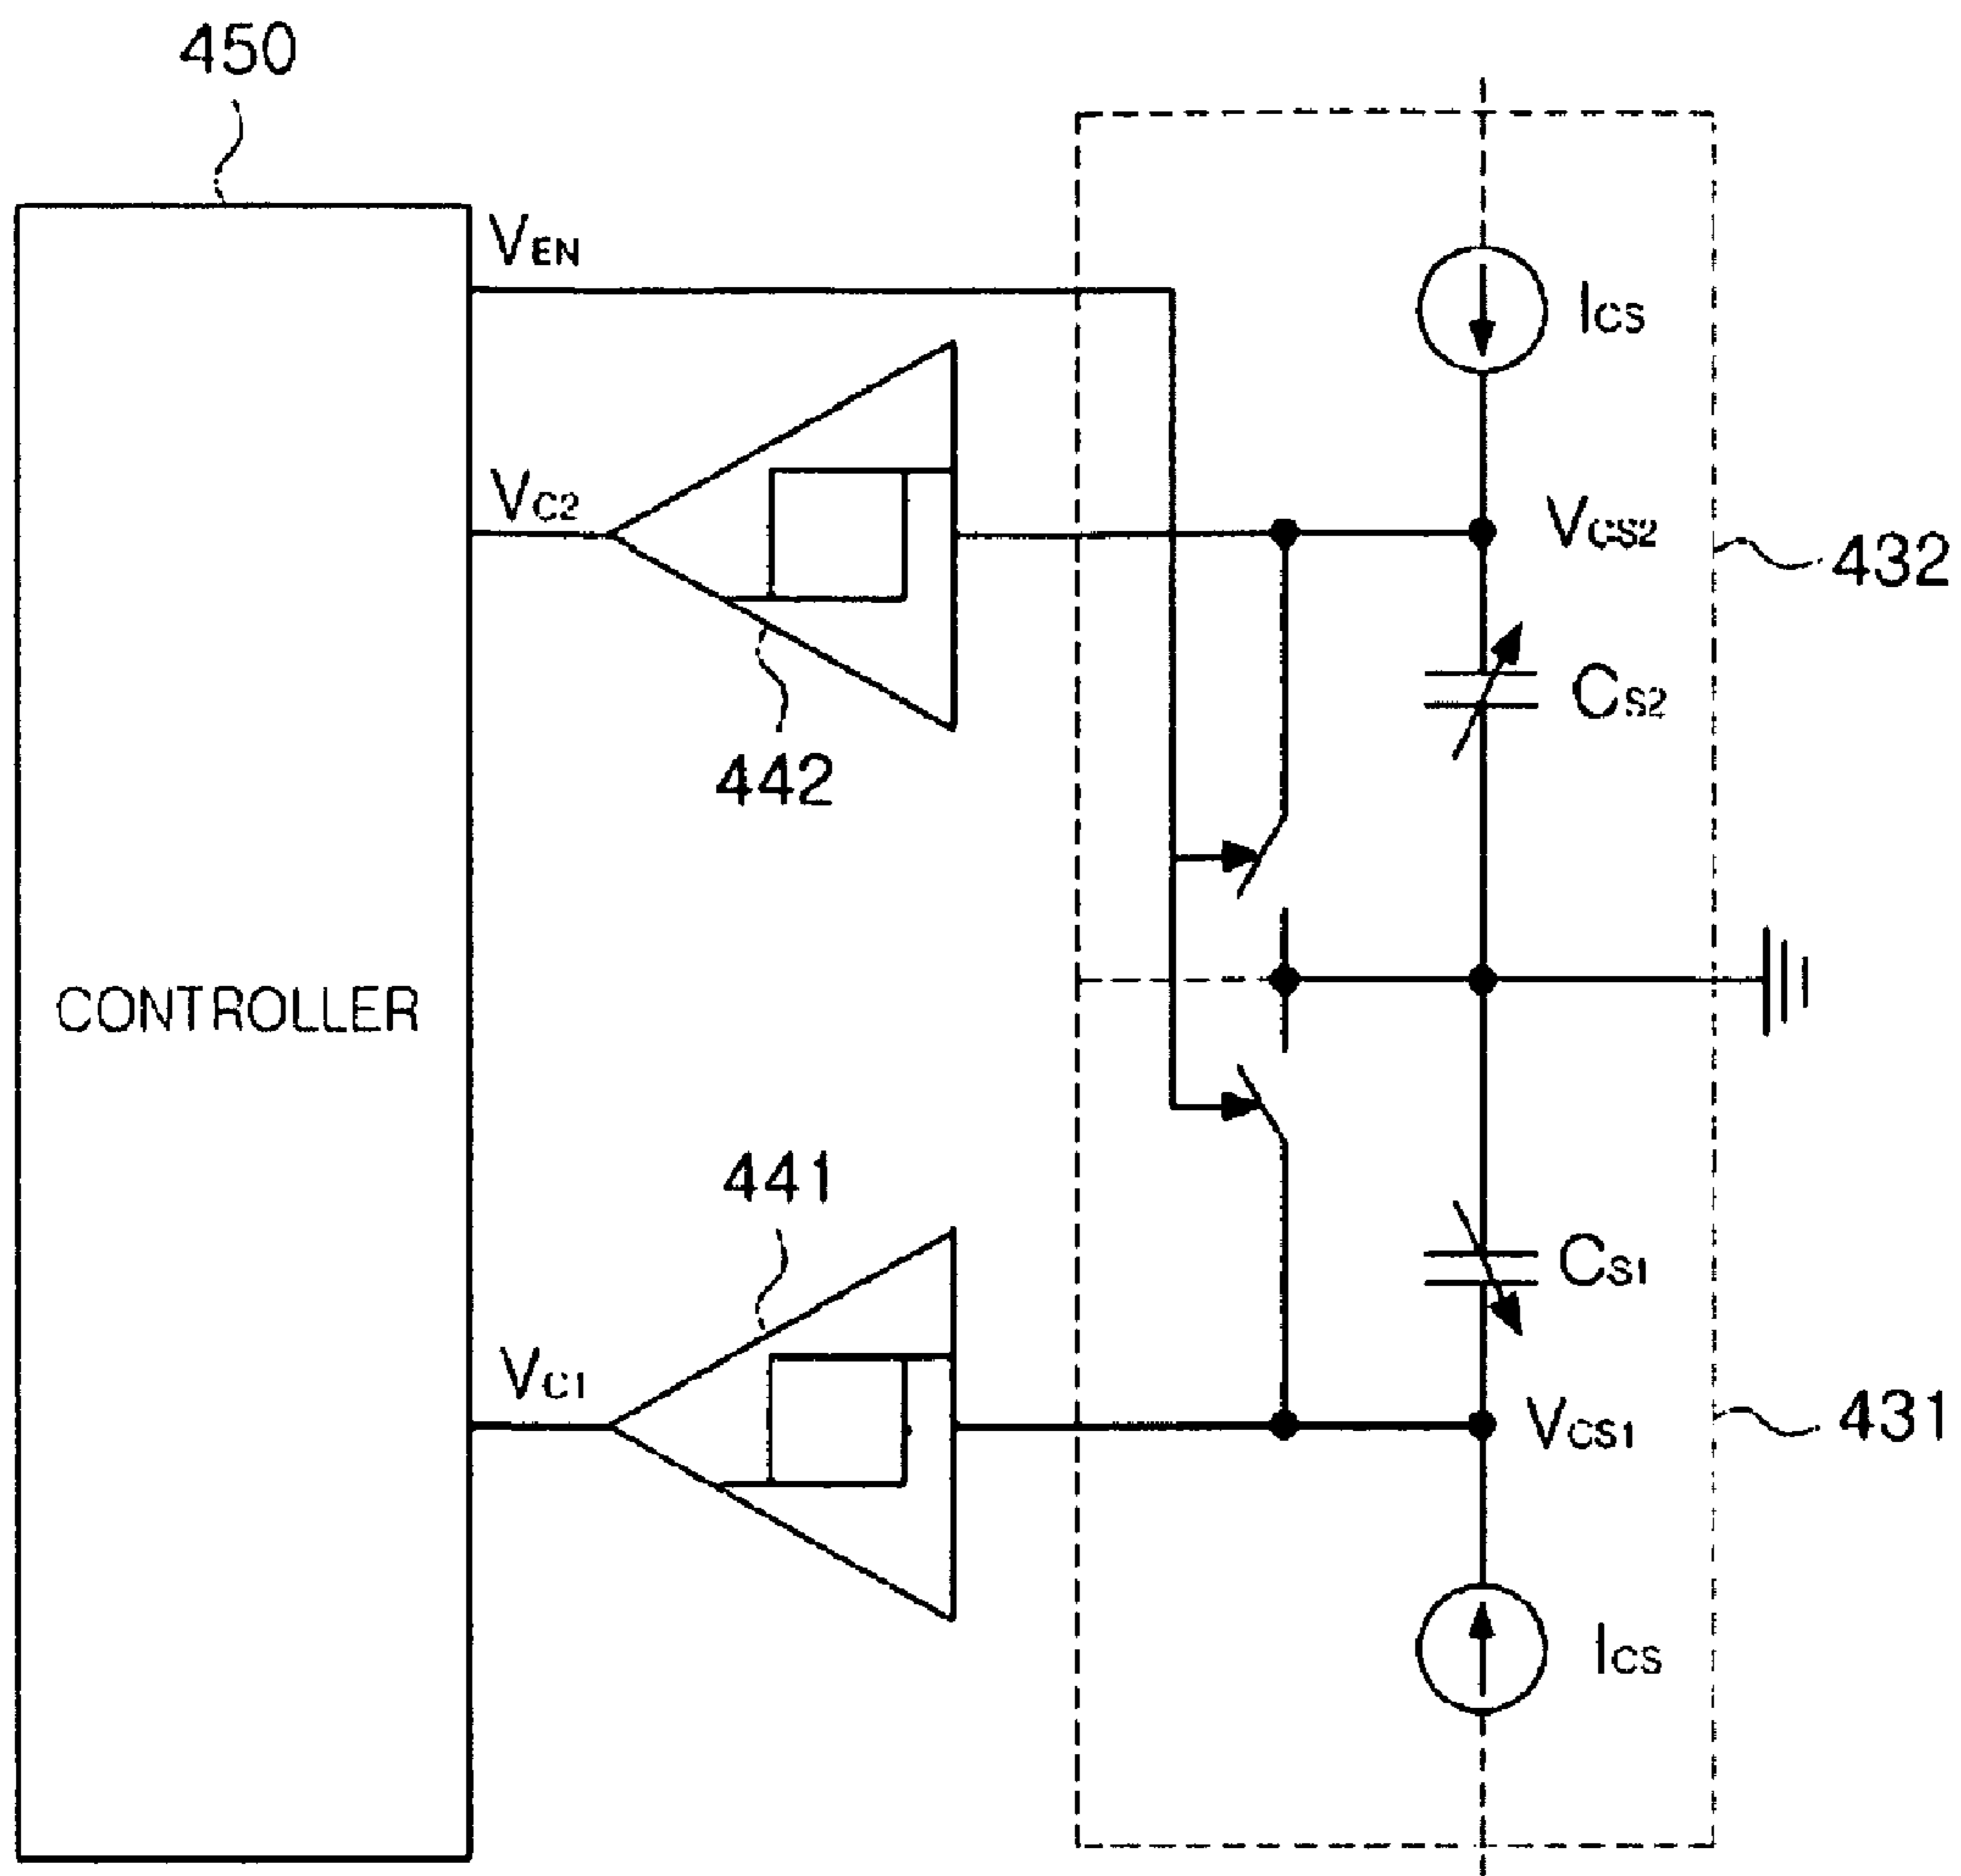 450
VEN
ICS
VC2
VCS2
432
CS2
442
CONTROLLER
441
CS1
VC1
VCS1
431
ICS